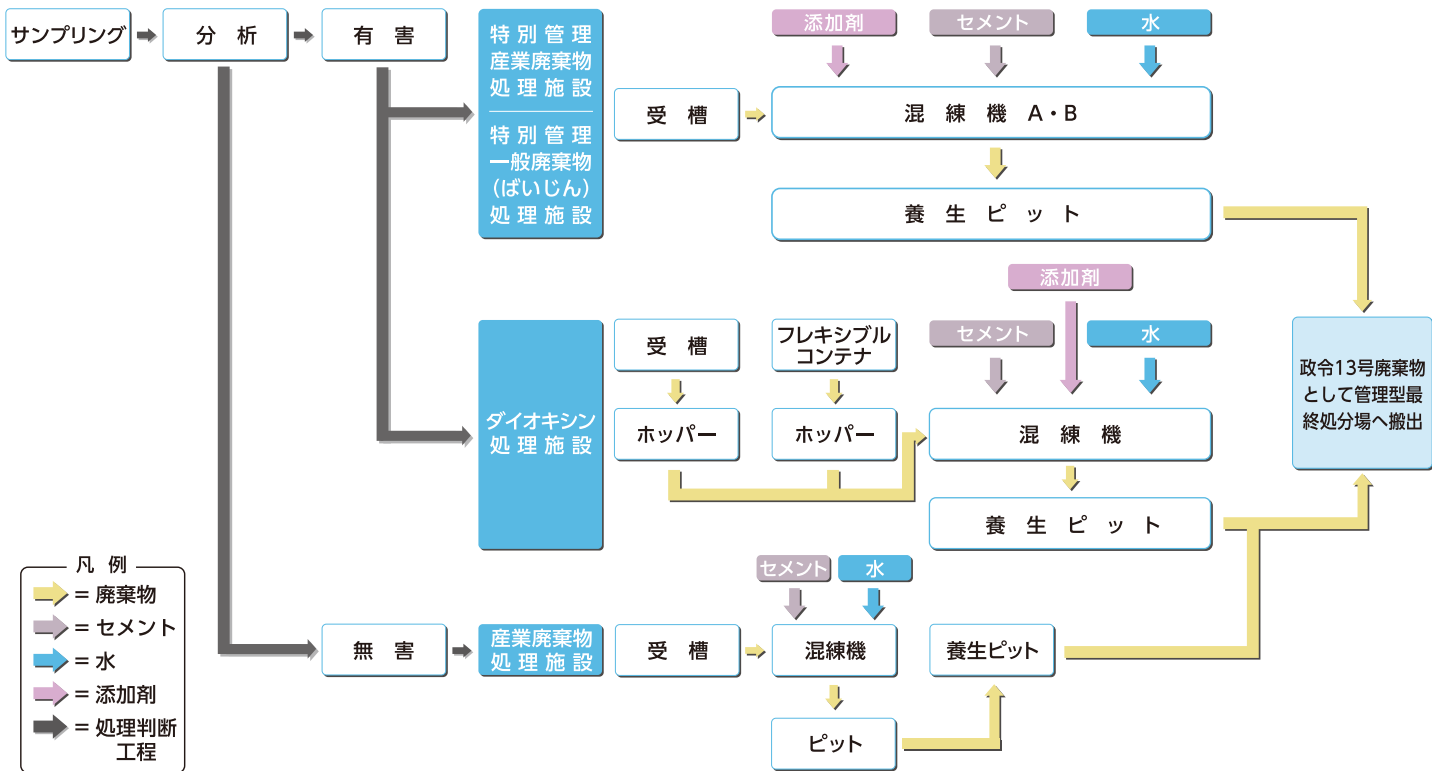 サンプリング
分析
有害
特別管理
産業廃棄物
処理施設
特別管理
一般廃棄物
(ばいじん)
処理施設
受槽
添加剤
セメント
水
混練機 A・B
養生ピット
ダイオキシン
処理施設
受槽
フレキシブル
コンテナ
ホッパー
ホッパー
添加剤
セメント
水
混練機
養生ピット
政令13号廃棄物
として管理型最
終処分場へ搬出
無害
産業廃棄物
処理施設
受槽
セメント
水
混練機
ピット
養生ピット
凡例
= 廃棄物
= セメント
= 水
= 添加剤
= 処理判断
工程